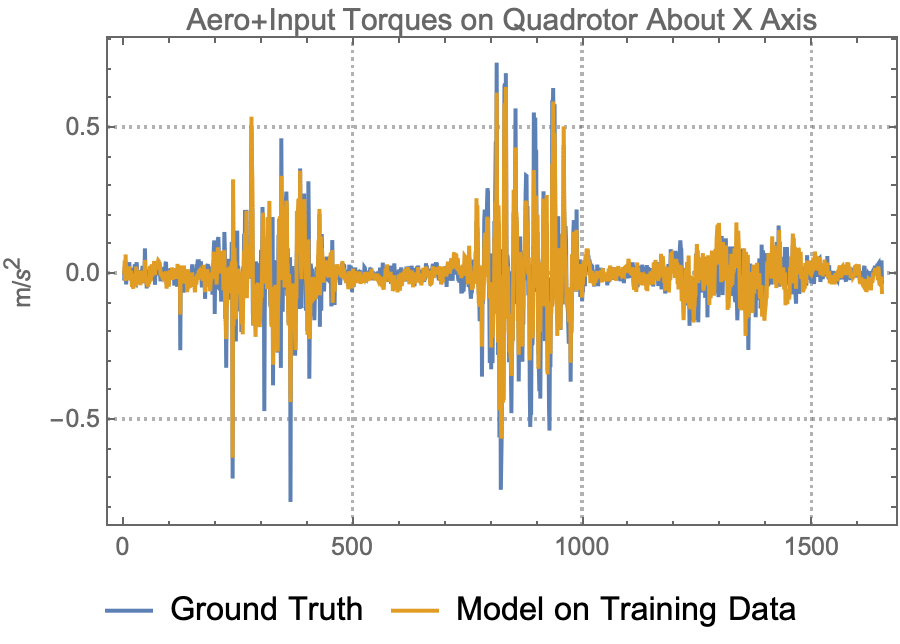 Aero+Input Torques on Quadrotor About X Axis
0.5
0.0
−0.5
m/s²
0 500 1000 1500
Ground Truth Model on Training Data